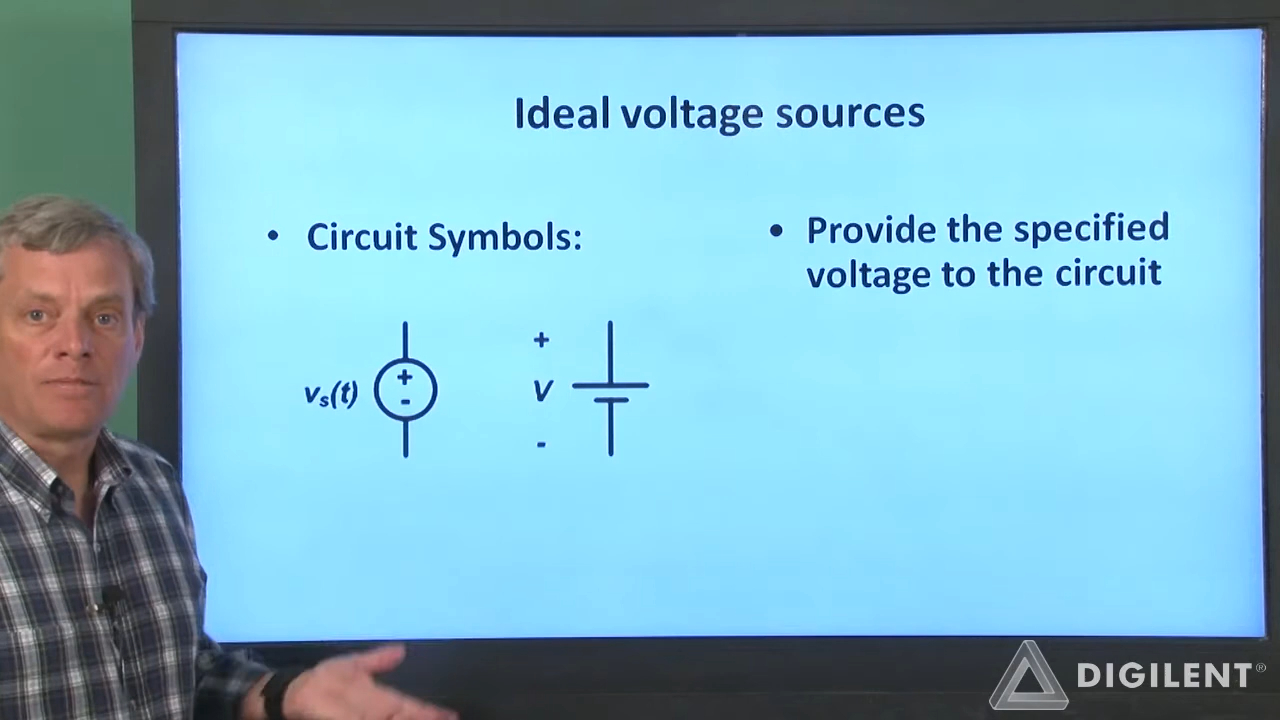 Ideal voltage sources
• Circuit Symbols:
• Provide the specified
voltage to the circuit
vₛ(t)
+
-
+
V
-
DIGILENT®